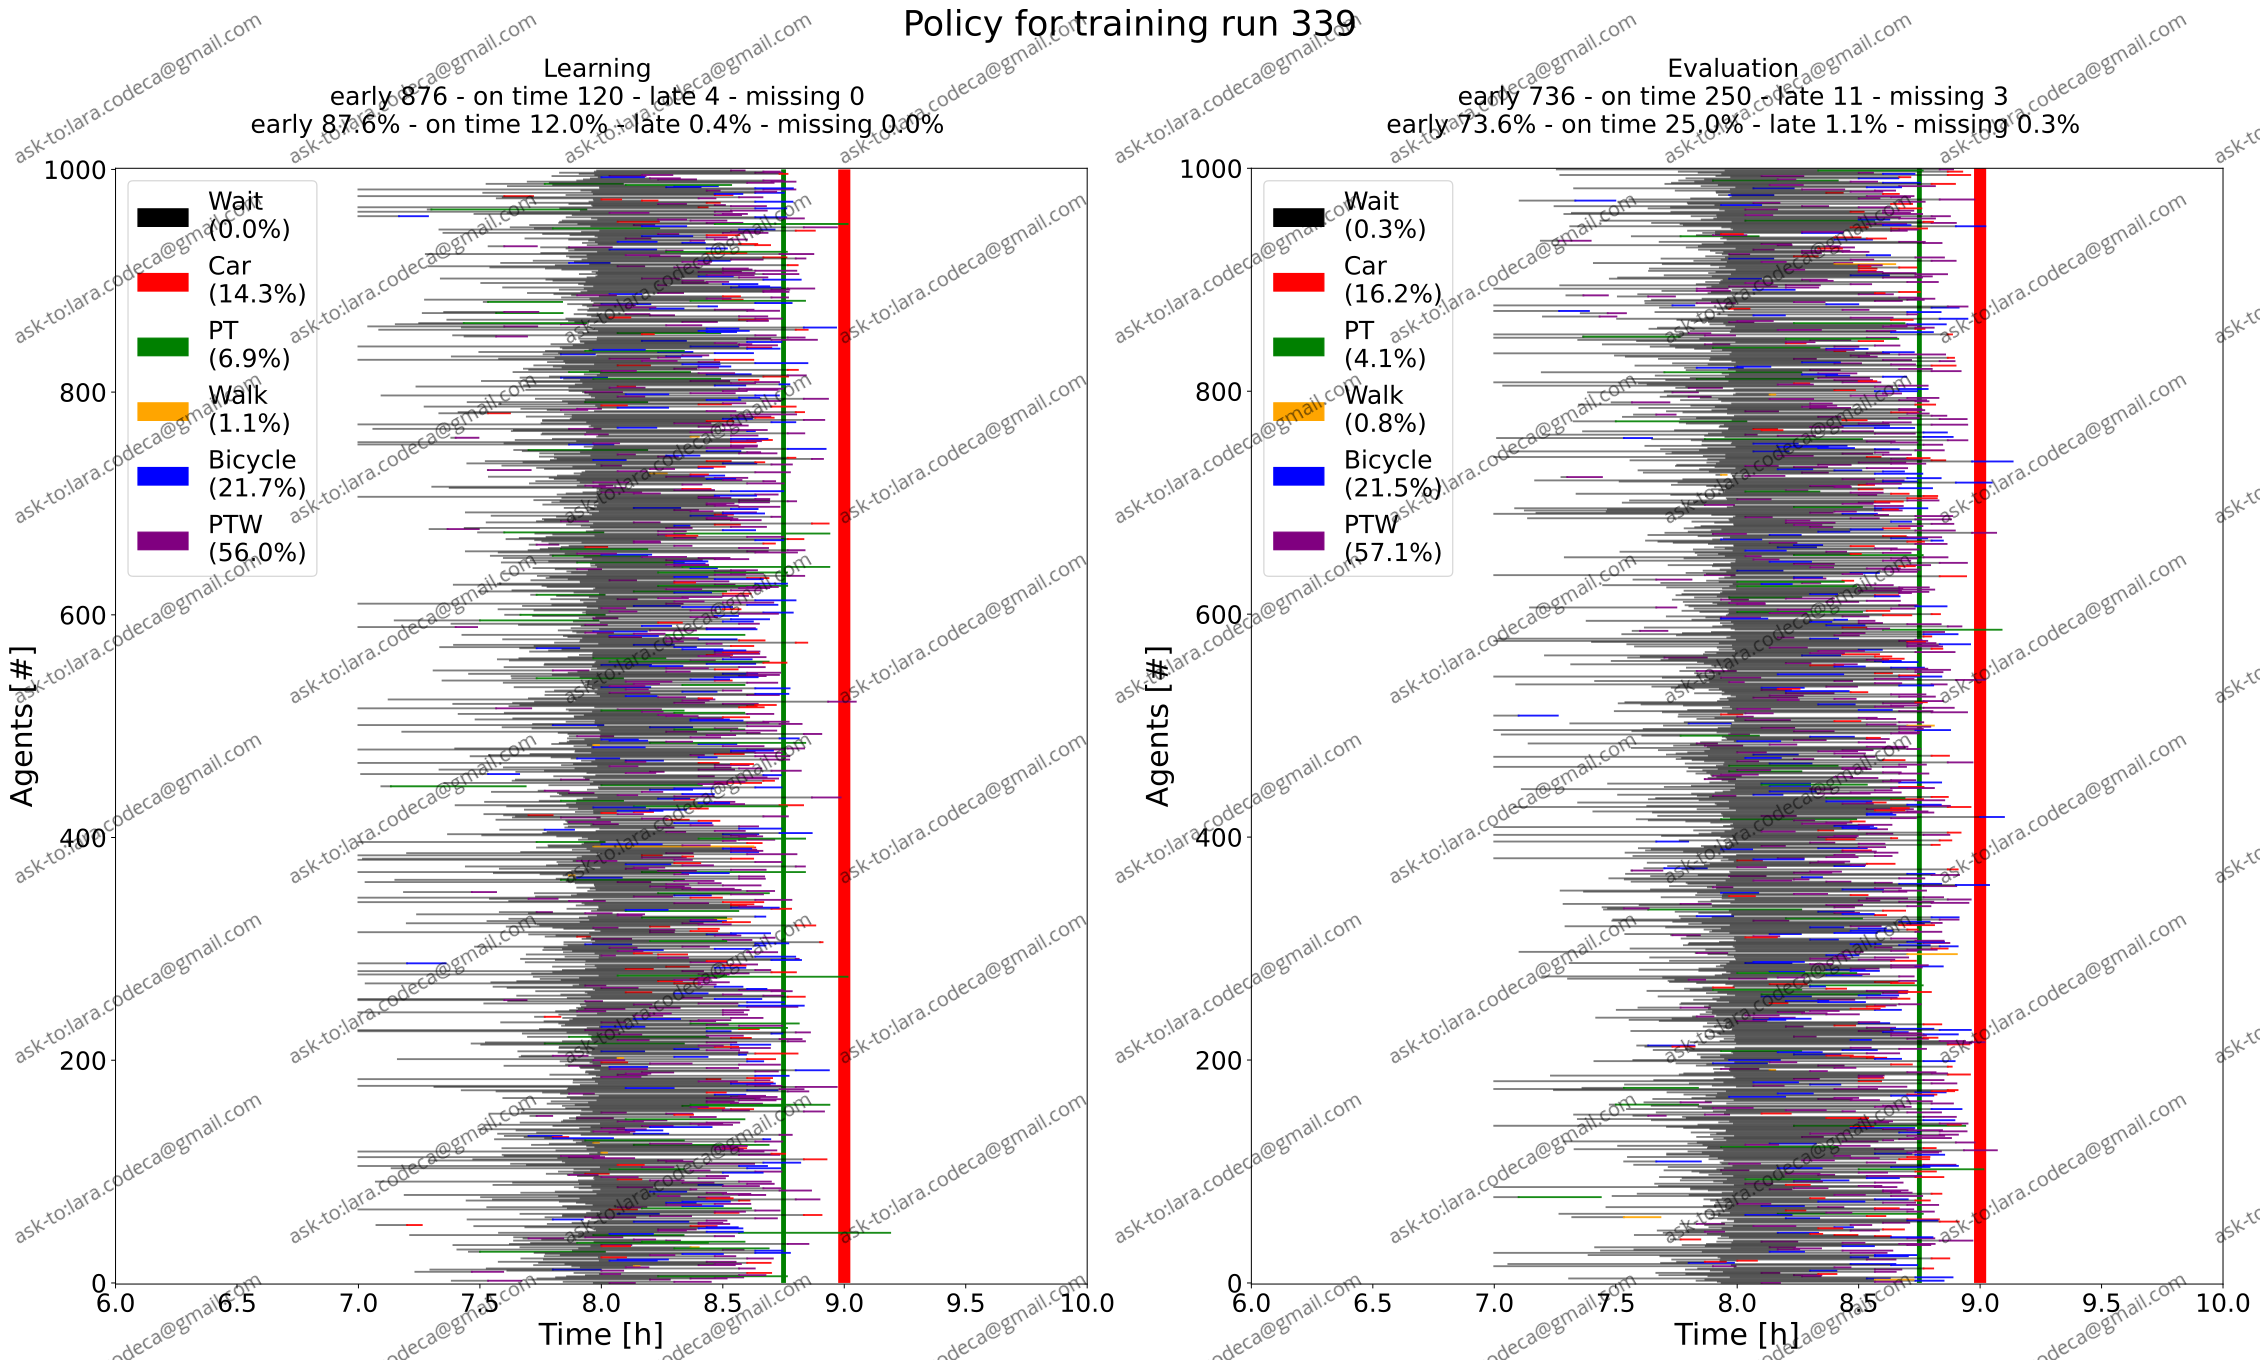 Policy for training run 339
Learning
early 876 - on time 120 - late 4 - missing 0
early 87.6% - on time 12.0% - late 0.4% - missing 0.0%
Wait
(0.0%)
Car
(14.3%)
PT
(6.9%)
Walk
(1.1%)
Bicycle
(21.7%)
PTW
(56.0%)
1000
800
600
400
200
0
Agents [#]
6.0 6.5 7.0 7.5 8.0 8.5 9.0 9.5 10.0
Time [h]
Evaluation
early 736 - on time 250 - late 11 - missing 3
early 73.6% - on time 25.0% - late 1.1% - missing 0.3%
Wait
(0.3%)
Car
(16.2%)
PT
(4.1%)
Walk
(0.8%)
Bicycle
(21.5%)
PTW
(57.1%)
1000
800
600
400
200
0
Agents [#]
6.0 6.5 7.0 7.5 8.0 8.5 9.0 9.5 10.0
Time [h]
ask-to:lara.codeca@gmail.com